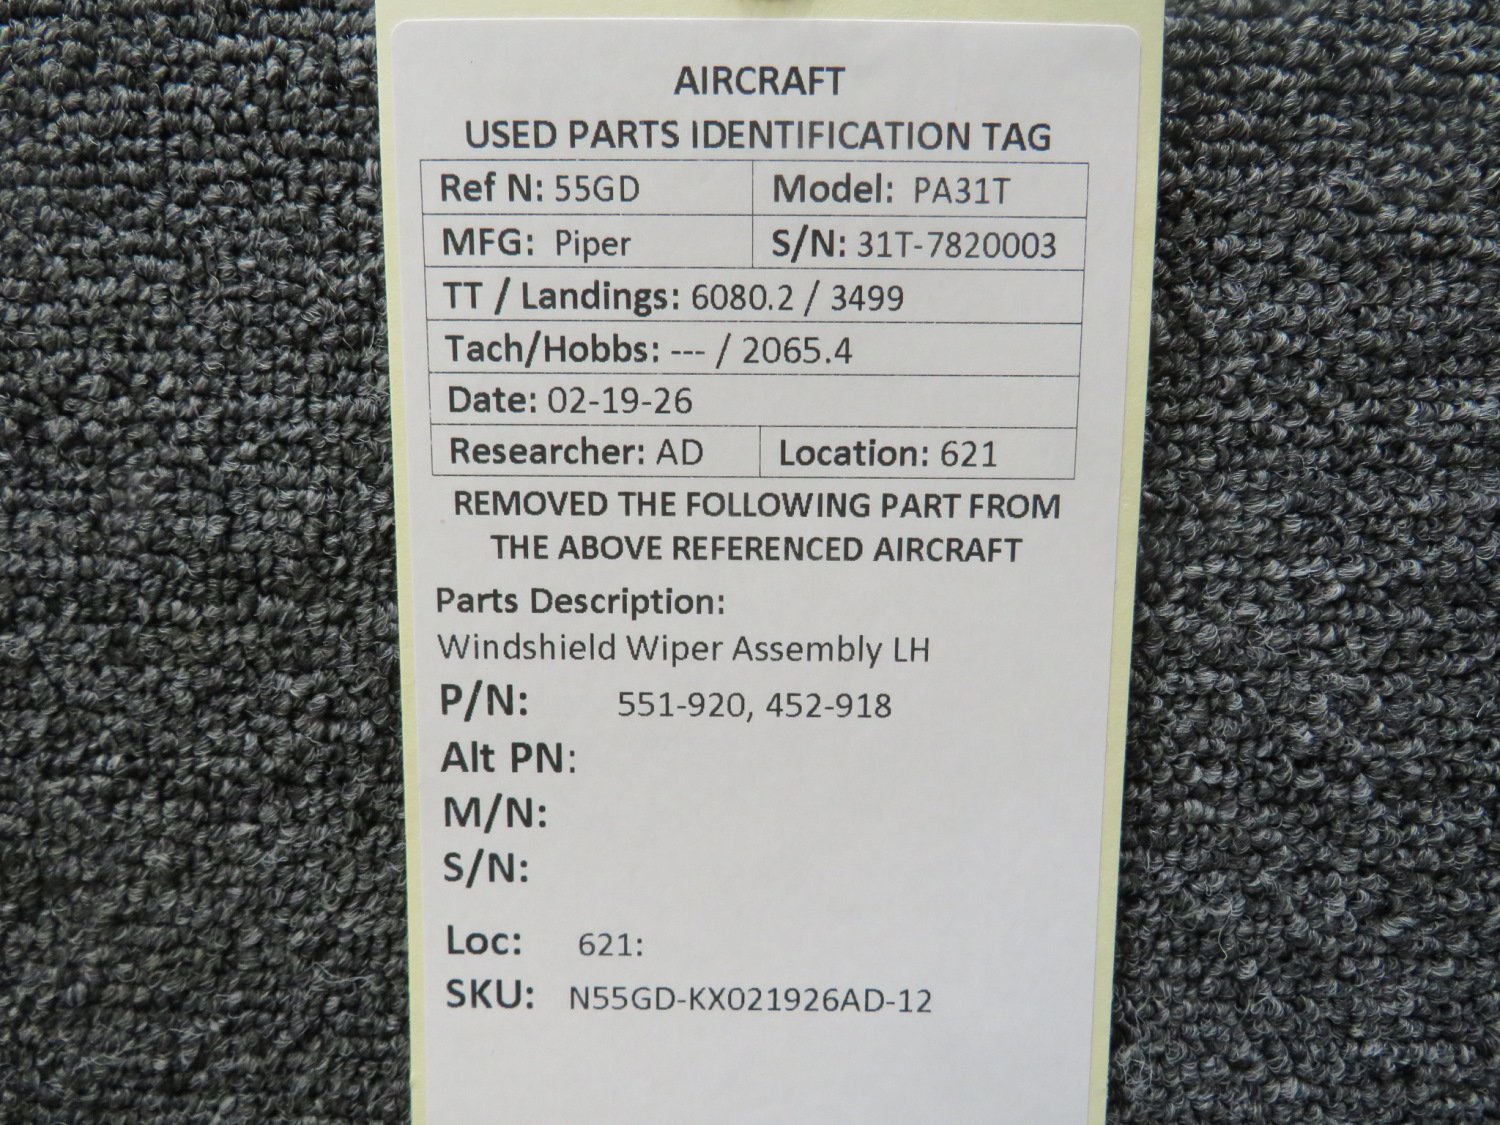 AIRCRAFT
USED PARTS IDENTIFICATION TAG
Ref N: 55GD Model: PA31T
MFG: Piper S/N: 31T-7820003
TT / Landings: 6080.2 / 3499
Tach/Hobbs: --- / 2065.4
Date: 02-19-26
Researcher: AD Location: 621
REMOVED THE FOLLOWING PART FROM
THE ABOVE REFERENCED AIRCRAFT
Parts Description:
Windshield Wiper Assembly LH
P/N: 551-920, 452-918
Alt PN:
M/N:
S/N:
Loc: 621:
SKU: N55GD-KX021926AD-12